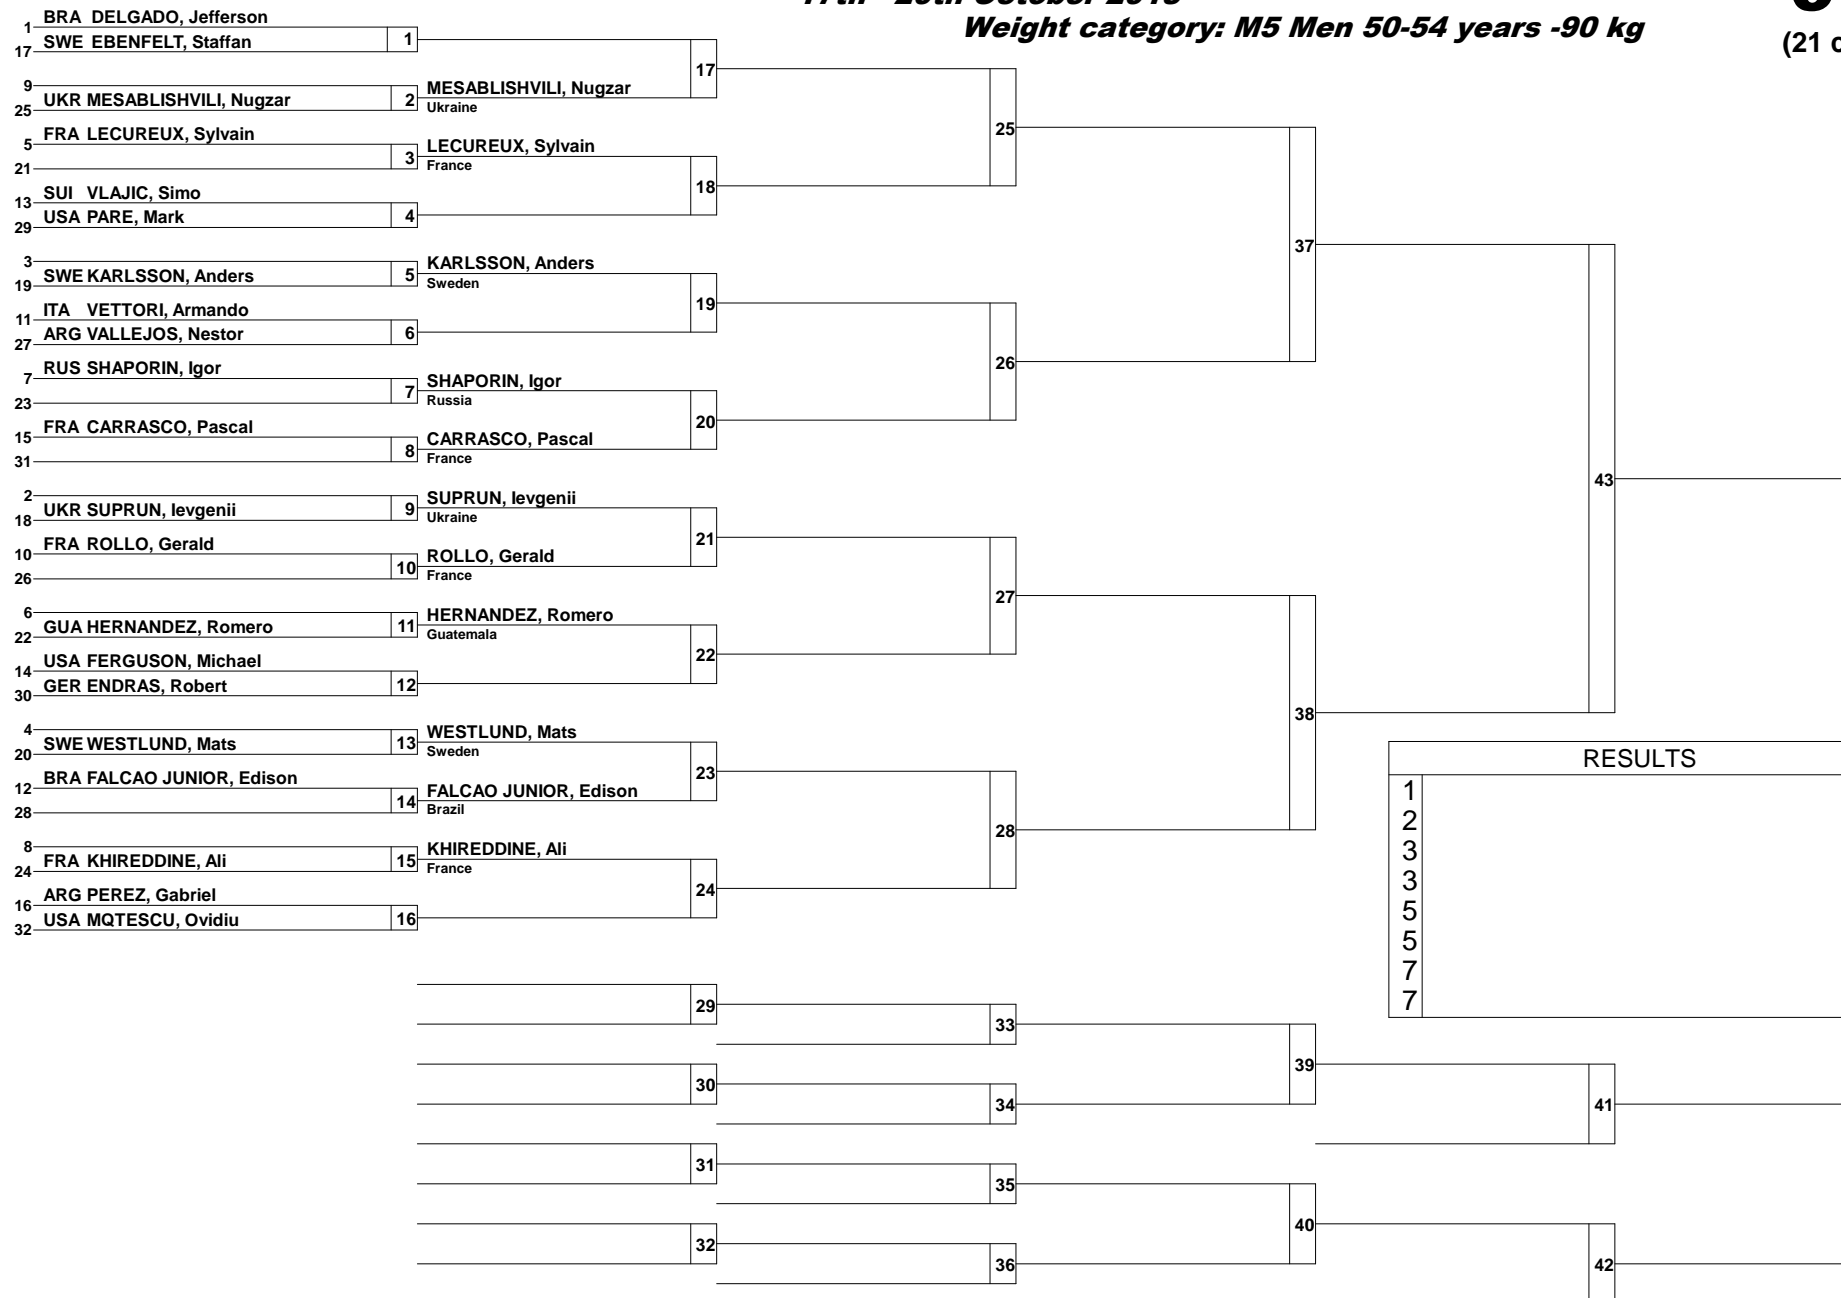 Weight category: M5 Men 50-54 years -90 kg
(21 c
1 BRA DELGADO, Jefferson
17 SWE EBENFELT, Staffan 1
9
25 UKR MESABLISHVILI, Nugzar 2
5 FRA LECUREUX, Sylvain
21 3
13 SUI VLAJIC, Simo
29 USA PARE, Mark 4
3
19 SWE KARLSSON, Anders 5
11 ITA VETTORI, Armando
27 ARG VALLEJOS, Nestor 6
7 RUS SHAPORIN, Igor
23 7
15 FRA CARRASCO, Pascal
31 8
2
18 UKR SUPRUN, Ievgenii 9
10 FRA ROLLO, Gerald
26 10
6
22 GUA HERNANDEZ, Romero 11
14 USA FERGUSON, Michael
30 GER ENDRAS, Robert 12
4
20 SWE WESTLUND, Mats 13
12 BRA FALCAO JUNIOR, Edison
28 14
8
24 FRA KHIREDDINE, Ali 15
16 ARG PEREZ, Gabriel
32 USA MQTESCU, Ovidiu 16
MESABLISHVILI, Nugzar
Ukraine
LECUREUX, Sylvain
France
KARLSSON, Anders
Sweden
SHAPORIN, Igor
Russia
CARRASCO, Pascal
France
SUPRUN, Ievgenii
Ukraine
ROLLO, Gerald
France
HERNANDEZ, Romero
Guatemala
WESTLUND, Mats
Sweden
FALCAO JUNIOR, Edison
Brazil
KHIREDDINE, Ali
France
17
18
19
20
21
22
23
24
25
26
27
28
37
38
43
RESULTS
1
2
3
3
5
5
7
7
29
30
31
32
33
34
35
36
39
40
41
42